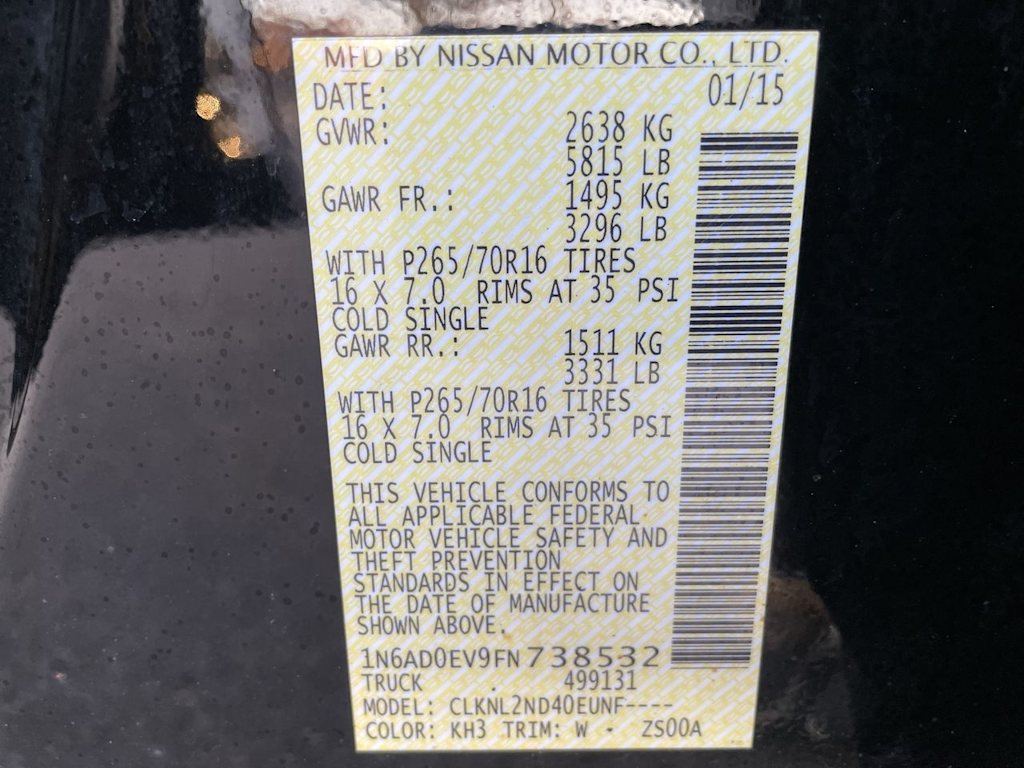 MFD BY NISSAN MOTOR CO., LTD.
DATE: 01/15
GVWR: 2638 KG
5815 LB
GAWR FR.: 1495 KG
3296 LB
WITH P265/70R16 TIRES
16 X 7.0 RIMS AT 35 PSI
COLD SINGLE
GAWR RR.: 1511 KG
3331 LB
WITH P265/70R16 TIRES
16 X 7.0 RIMS AT 35 PSI
COLD SINGLE
THIS VEHICLE CONFORMS TO
ALL APPLICABLE FEDERAL
MOTOR VEHICLE SAFETY AND
THEFT PREVENTION
STANDARDS IN EFFECT ON
THE DATE OF MANUFACTURE
SHOWN ABOVE.
1N6AD0EV9FN738532
TRUCK 499131
MODEL: CLKNL2ND40EUNF----
COLOR: KH3 TRIM: W - ZS00A